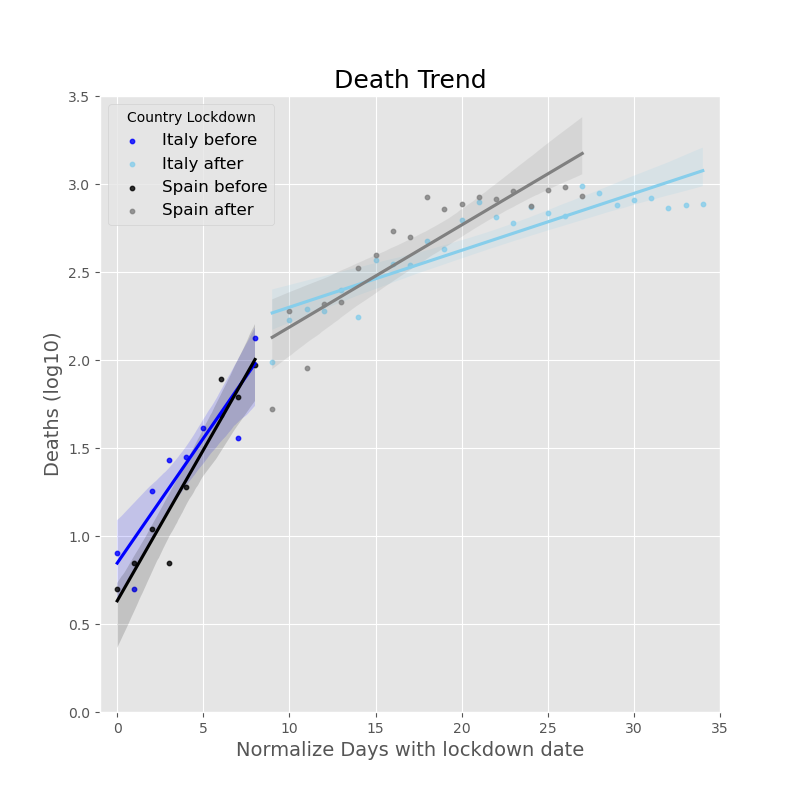 Death Trend
3.5
3.0
2.5
2.0
1.5
1.0
0.5
0.0
Deaths (log10)
Country Lockdown
Italy before
Italy after
Spain before
Spain after
0 5 10 15 20 25 30 35
Normalize Days with lockdown date